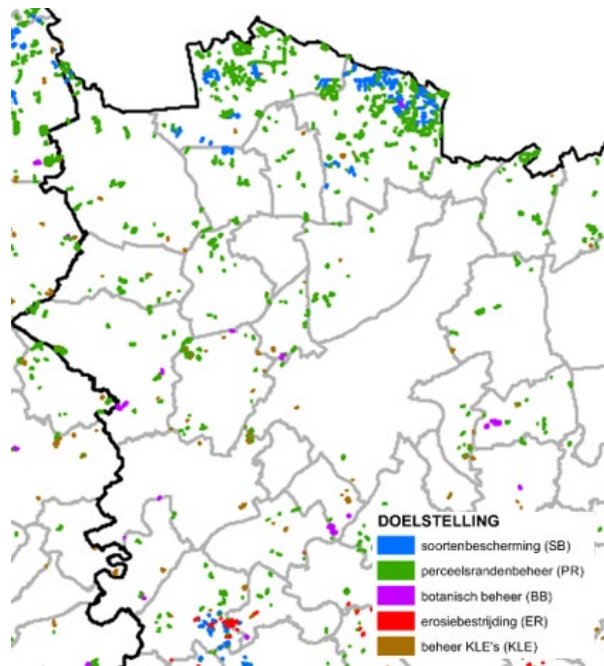 DOELSTELLING
soortenbescherming (SB)
perceelsrandenbeheer (PR)
botanisch beheer (BB)
erosiebestrijding (ER)
beheer KLE's (KLE)